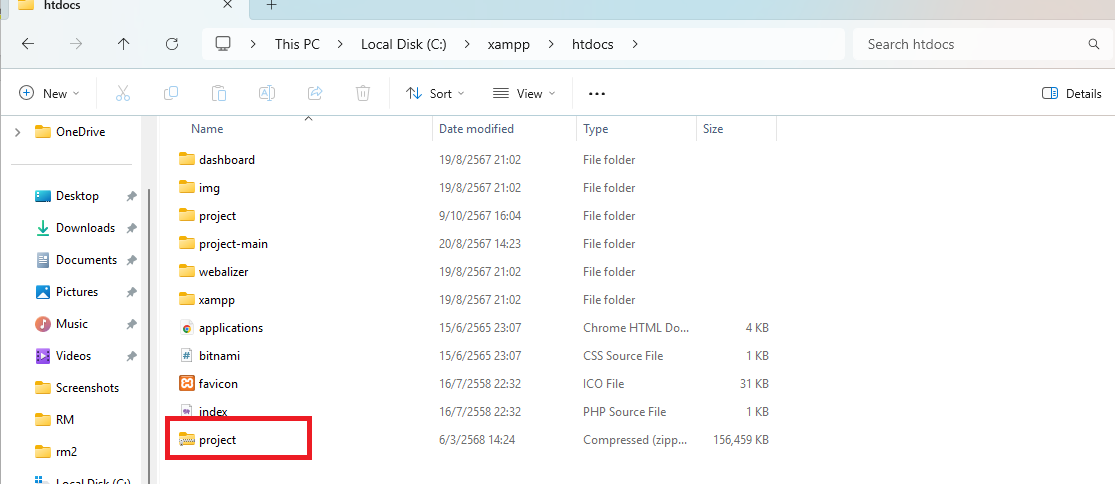 htdocs
This PC > Local Disk (C:) > xampp > htdocs >
Search htdocs
New
Sort
View
Details
OneDrive
Desktop
Downloads
Documents
Pictures
Music
Videos
Screenshots
RM
rm2
Local Disk (C:)
Name Date modified Type Size
dashboard 19/8/2567 21:02 File folder
img 19/8/2567 21:02 File folder
project 9/10/2567 16:04 File folder
project-main 20/8/2567 14:23 File folder
webalizer 19/8/2567 21:02 File folder
xampp 19/8/2567 21:02 File folder
applications 15/6/2565 23:07 Chrome HTML Do... 4 KB
bitnami 15/6/2565 23:07 CSS Source File 1 KB
favicon 16/7/2558 22:32 ICO File 31 KB
index 16/7/2558 22:32 PHP Source File 1 KB
project 6/3/2568 14:24 Compressed (zipp... 156,459 KB